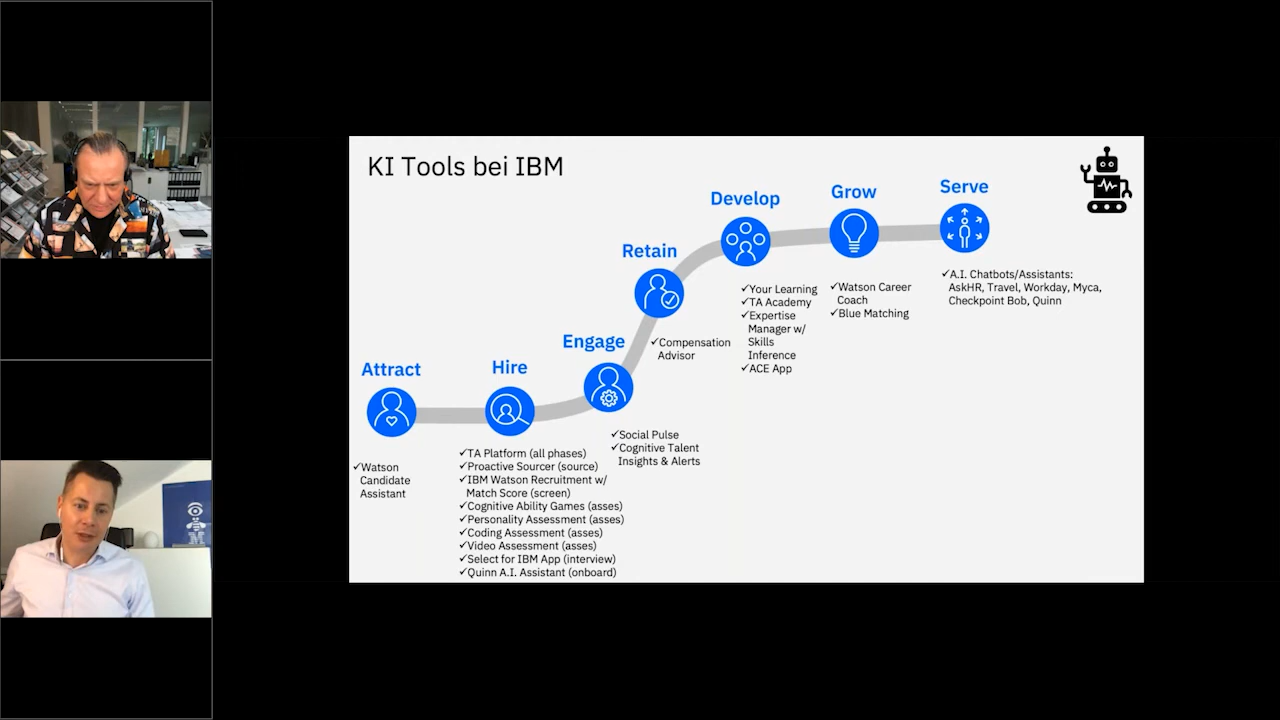 KI Tools bei IBM
Attract
✓Watson
Candidate
Assistant
Hire
✓TA Platform (all phases)
✓Proactive Sourcer (source)
✓IBM Watson Recruitment w/
Match Score (screen)
✓Cognitive Ability Games (asses)
✓Personality Assessment (asses)
✓Coding Assessment (asses)
✓Video Assessment (asses)
✓Select for IBM App (interview)
✓Quinn A.I. Assistant (onboard)
Engage
✓Social Pulse
✓Cognitive Talent
Insights & Alerts
Retain
✓Compensation
Advisor
Develop
✓Your Learning
✓TA Academy
✓Expertise
Manager w/
Skills
Inference
✓ACE App
Grow
✓Watson Career
Coach
✓Blue Matching
Serve
✓A.I. Chatbots/Assistants:
AskHR, Travel, Workday, Myca,
Checkpoint Bob, Quinn